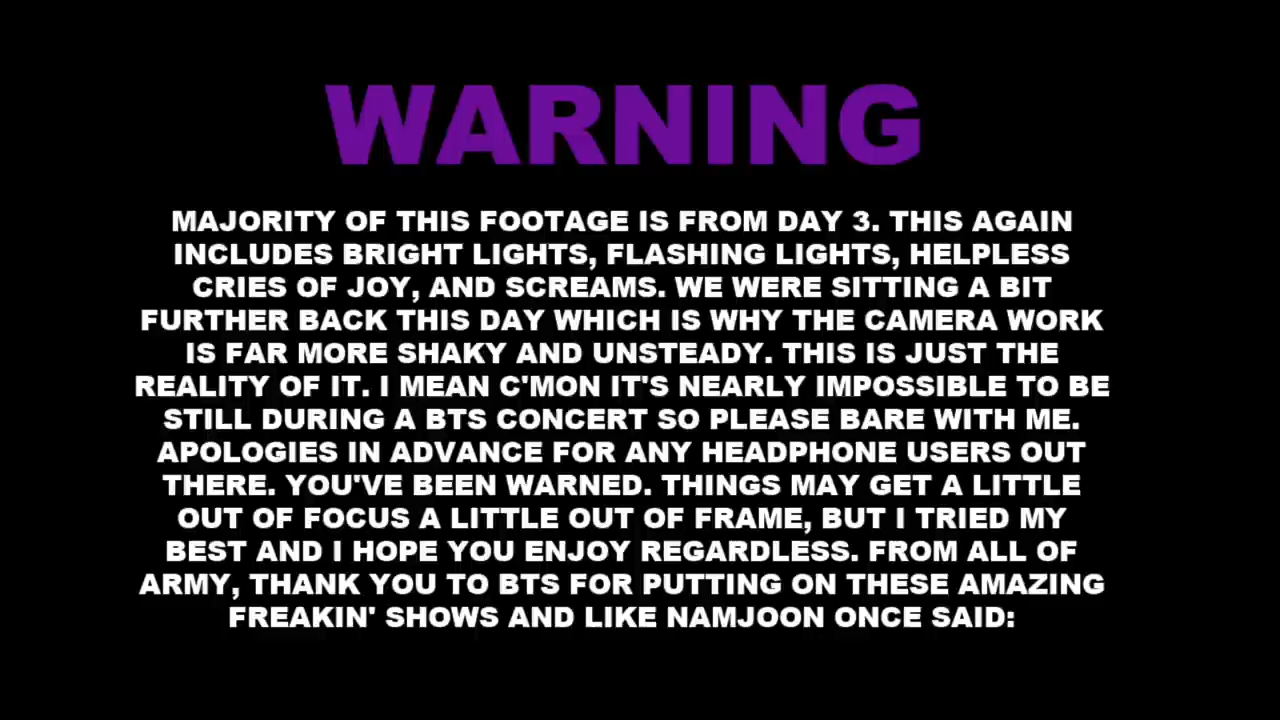 WARNING
MAJORITY OF THIS FOOTAGE IS FROM DAY 3. THIS AGAIN
INCLUDES BRIGHT LIGHTS, FLASHING LIGHTS, HELPLESS
CRIES OF JOY, AND SCREAMS. WE WERE SITTING A BIT
FURTHER BACK THIS DAY WHICH IS WHY THE CAMERA WORK
IS FAR MORE SHAKY AND UNSTEADY. THIS IS JUST THE
REALITY OF IT. I MEAN C'MON IT'S NEARLY IMPOSSIBLE TO BE
STILL DURING A BTS CONCERT SO PLEASE BARE WITH ME.
APOLOGIES IN ADVANCE FOR ANY HEADPHONE USERS OUT
THERE. YOU'VE BEEN WARNED. THINGS MAY GET A LITTLE
OUT OF FOCUS A LITTLE OUT OF FRAME, BUT I TRIED MY
BEST AND I HOPE YOU ENJOY REGARDLESS. FROM ALL OF
ARMY, THANK YOU TO BTS FOR PUTTING ON THESE AMAZING
FREAKIN' SHOWS AND LIKE NAMJOON ONCE SAID: